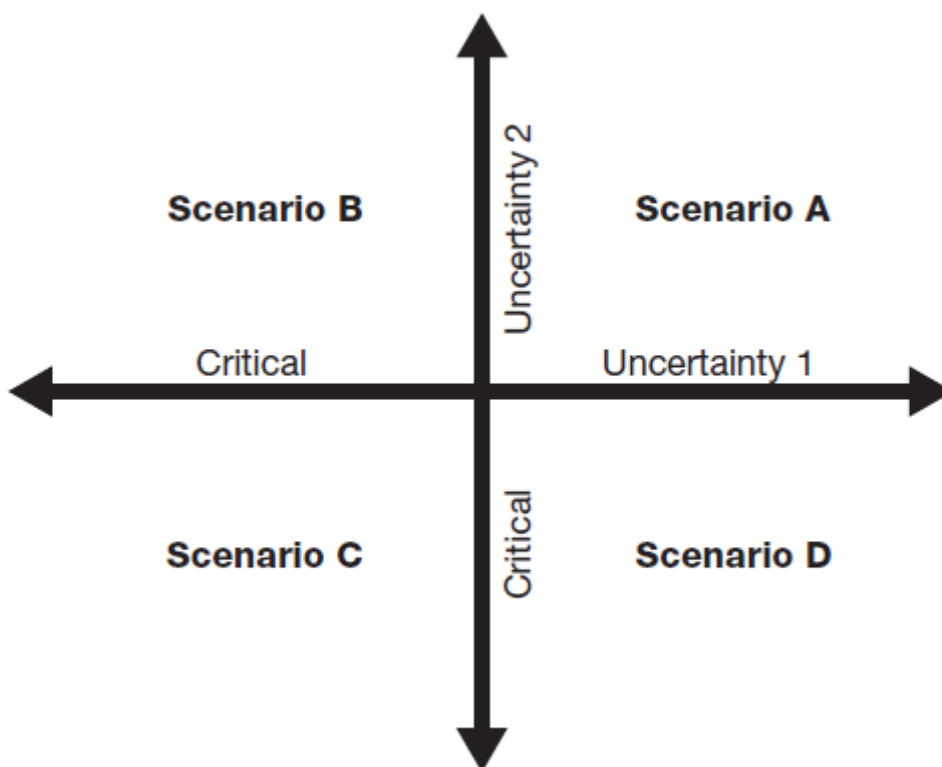 Uncertainty 2
Scenario B
Scenario A
Critical
Uncertainty 1
Scenario C
Critical
Scenario D